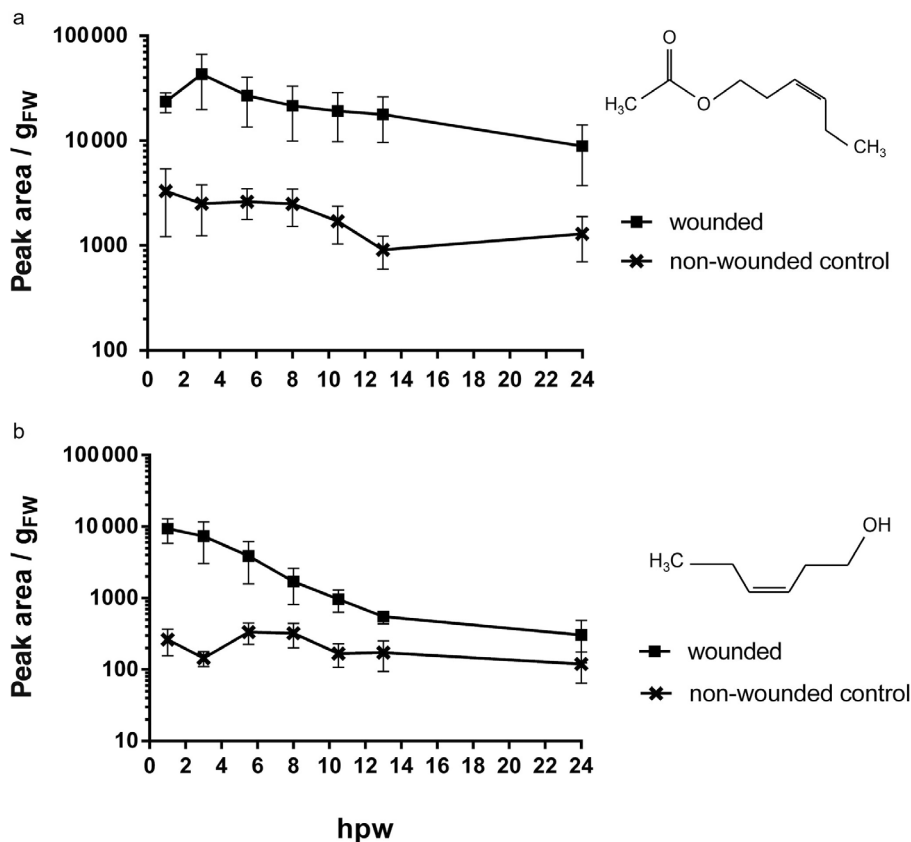 a
Peak area / gFW
100000
10000
1000
100
0 2 4 6 8 10 12 14 16 18 20 22 24
O
H3C
O
CH3
wounded
non-wounded control
b
Peak area / gFW
100000
10000
1000
100
10
0 2 4 6 8 10 12 14 16 18 20 22 24
hpw
OH
H3C
wounded
non-wounded control